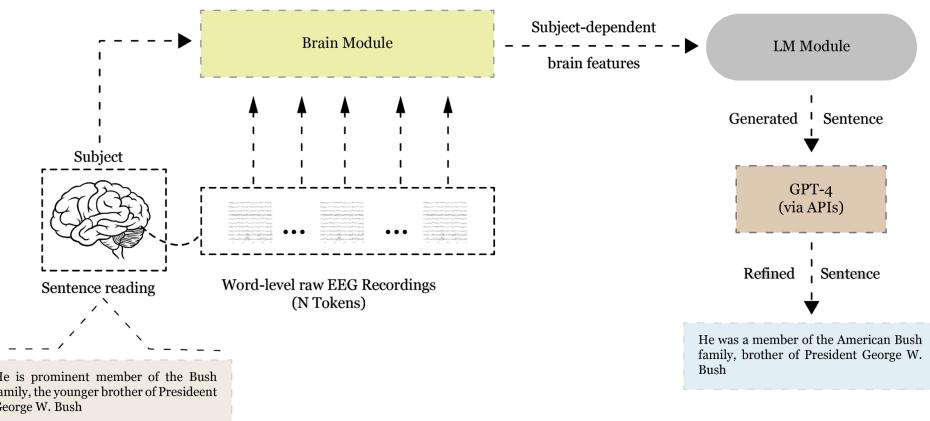 Brain Module
Subject-dependent
brain features
LM Module
Generated Sentence
GPT-4
(via APIs)
Refined Sentence
Subject
Sentence reading
Word-level raw EEG Recordings
(N Tokens)
He was a member of the American Bush
family, brother of President George W.
Bush
is prominent member of the Bush
the younger brother of Presideent
George W. Bush